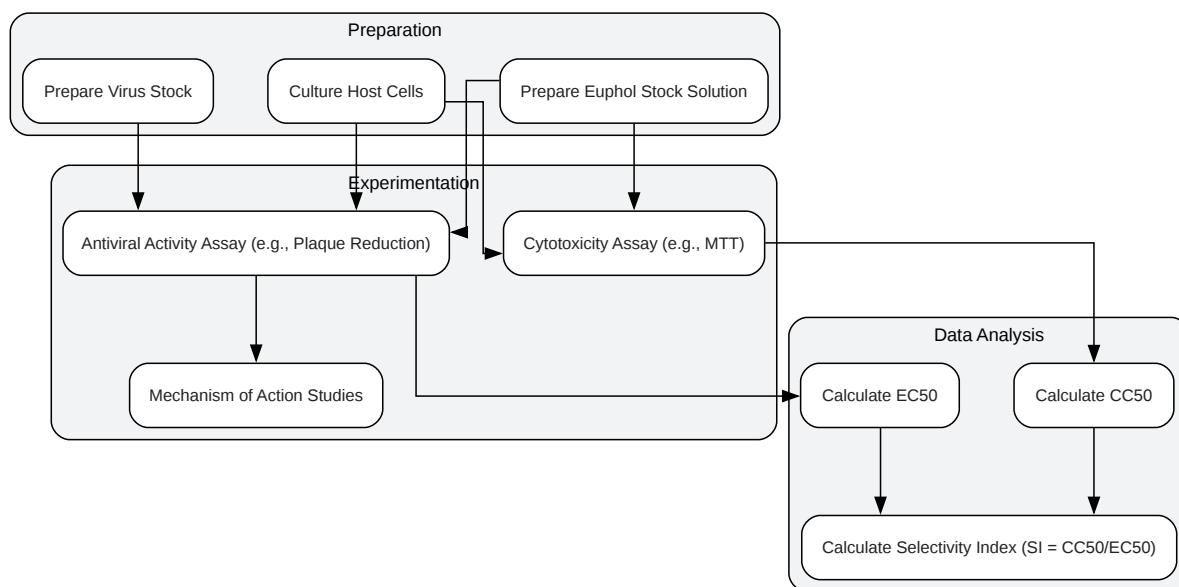 Preparation
Prepare Virus Stock
Culture Host Cells
Prepare Euphol Stock Solution
Experimentation
Antiviral Activity Assay (e.g., Plaque Reduction)
Cytotoxicity Assay (e.g., MTT)
Mechanism of Action Studies
Data Analysis
Calculate EC50
Calculate CC50
Calculate Selectivity Index (SI = CC50/EC50)